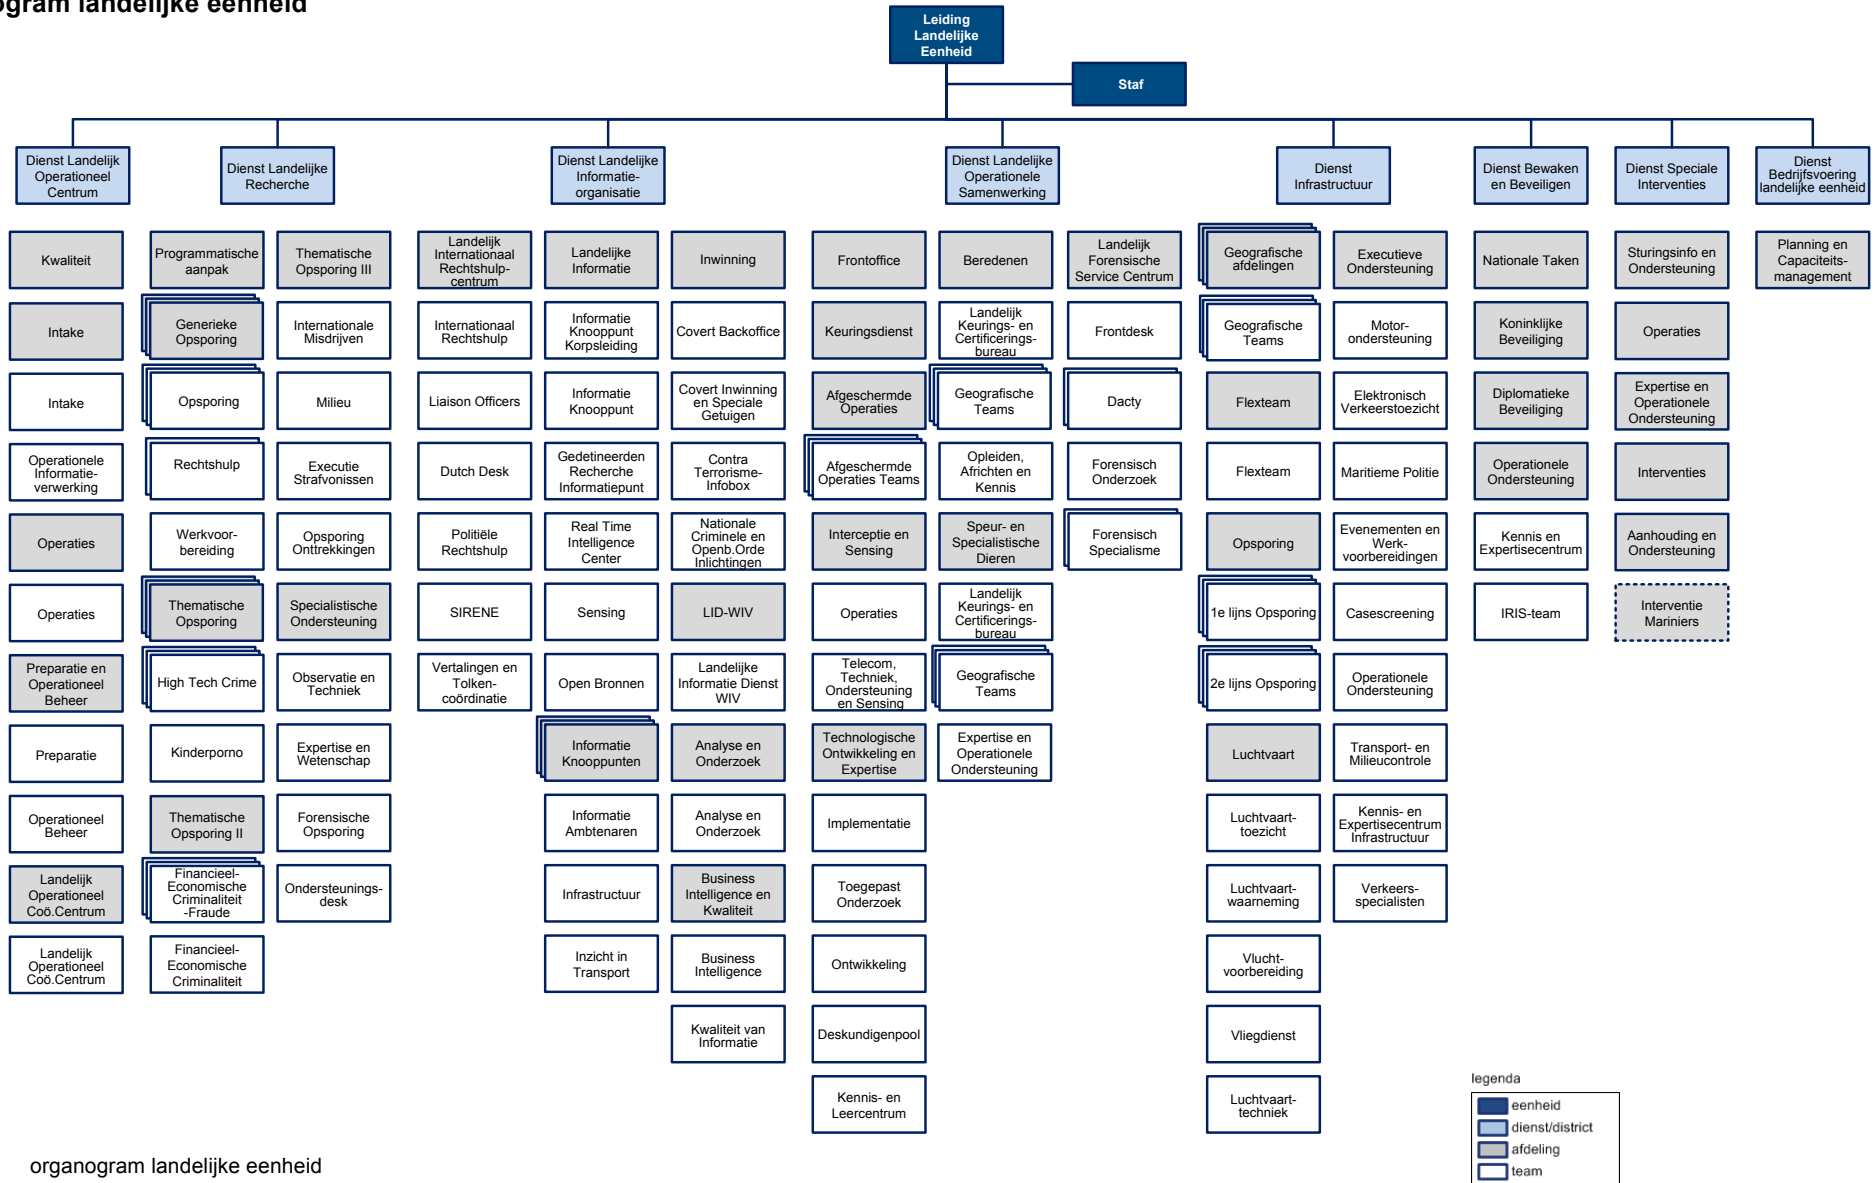 ogram landelijke eenheid
Leiding
Landelijke
Eenheid
Staf
Dienst Landelijk
Operationeel
Centrum
Dienst Landelijke
Recherche
Dienst Landelijke
Informatie-
organisatie
Dienst Landelijke
Operationele
Samenwerking
Dienst
Infrastructuur
Dienst Bewaken
en Beveiligen
Dienst Speciale
Interventies
Dienst
Bedrijfsvoering
landelijke eenheid
Kwaliteit
Intake
Intake
Operationele
Informatie-
verwerking
Operaties
Operaties
Preparatie en
Operationeel
Beheer
Preparatie
Operationeel
Beheer
Landelijk
Operationeel
Coö.Centrum
Landelijk
Operationeel
Coö.Centrum
Programmatische
aanpak
Generieke
Opsporing
Opsporing
Rechtshulp
Werkvoor-
bereiding
Thematische
Opsporing
High Tech Crime
Kinderporno
Thematische
Opsporing II
Financieel-
Economische
Criminaliteit
-Fraude
Financieel-
Economische
Criminaliteit
Thematische
Opsporing III
Internationale
Misdrijven
Milieu
Executie
Strafvonissen
Opsporing
Onttrekkingen
Specialistische
Ondersteuning
Observatie en
Techniek
Expertise en
Wetenschap
Forensische
Opsporing
Ondersteunings-
desk
Landelijk
Internationaal
Rechtshulp-
centrum
Internationaal
Rechtshulp
Liaison Officers
Dutch Desk
Politiële
Rechtshulp
SIRENE
Vertalingen en
Tolken-
coördinatie
Landelijke
Informatie
Informatie
Knooppunt
Korpsleiding
Informatie
Knooppunt
Gedetineerden
Recherche
Informatiepunt
Real Time
Intelligence
Center
Sensing
Open Bronnen
Informatie
Knooppunten
Informatie
Ambtenaren
Infrastructuur
Inzicht in
Transport
Inwinning
Covert Backoffice
Covert Inwinning
en Speciale
Getuigen
Contra
Terrorisme-
Infobox
Nationale
Criminele en
Openb.Orde
Inlichtingen
LID-WIV
Landelijke
Informatie Dienst
WIV
Analyse en
Onderzoek
Analyse en
Onderzoek
Business
Intelligence en
Kwaliteit
Business
Intelligence
Kwaliteit van
Informatie
Frontoffice
Keuringsdienst
Afgeschermde
Operaties
Afgeschermde
Operaties Teams
Interceptie en
Sensing
Operaties
Telecom,
Techniek,
Ondersteuning
en Sensing
Technologische
Ontwikkeling en
Expertise
Implementatie
Toegepast
Onderzoek
Ontwikkeling
Deskundigenpool
Kennis- en
Leercentrum
Beredenen
Landelijk
Keurings- en
Certificerings-
bureau
Geografische
Teams
Opleiden,
Africhten en
Kennis
Speur- en
Specialistische
Dieren
Landelijk
Keurings- en
Certificerings-
bureau
Geografische
Teams
Expertise en
Operationele
Ondersteuning
Landelijk
Forensische
Service Centrum
Frontdesk
Dacty
Forensisch
Onderzoek
Forensisch
Specialisme
Geografische
afdelingen
Geografische
Teams
Flexteam
Flexteam
Opsporing
1e lijns Opsporing
2e lijns Opsporing
Luchtvaart
Luchtvaart-
toezicht
Luchtvaart-
waarneming
Vlucht-
voorbereiding
Vliegdienst
Luchtvaart-
techniek
Executieve
Ondersteuning
Motor-
ondersteuning
Elektronisch
Verkeerstoezicht
Maritieme Politie
Evenementen en
Werk-
voorbereidingen
Casescreening
Operationele
Ondersteuning
Transport- en
Milieucontrole
Kennis- en
Expertisecentrum
Infrastructuur
Verkeers-
specialisten
Nationale Taken
Koninklijke
Beveiliging
Diplomatieke
Beveiliging
Operationele
Ondersteuning
Kennis en
Expertisecentrum
IRIS-team
Sturingsinfo en
Ondersteuning
Operaties
Expertise en
Operationele
Ondersteuning
Interventies
Aanhouding en
Ondersteuning
Interventie
Mariniers
Planning en
Capaciteits-
management
legenda
eenheid
dienst/district
afdeling
team
organogram landelijke eenheid